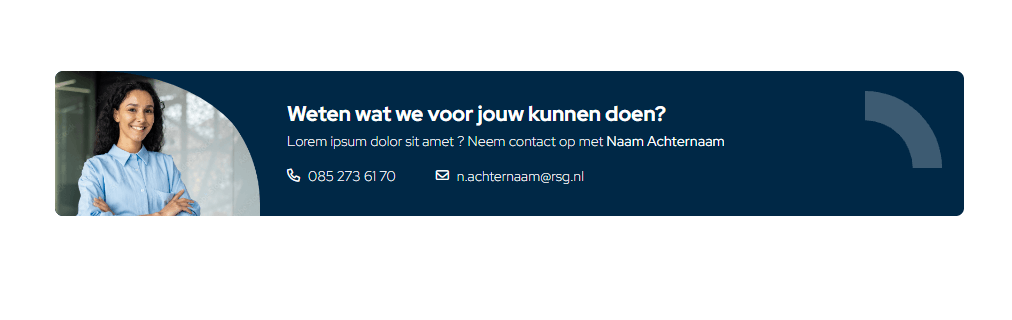 Weten wat we voor jouw kunnen doen?
Lorem ipsum dolor sit amet ? Neem contact op met Naam Achternaam
085 273 61 70 n.achternaam@rsg.nl